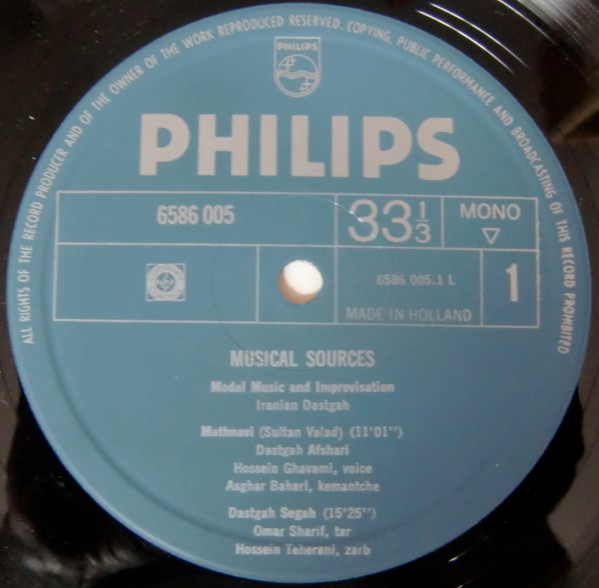 ALL RIGHTS OF THE RECORD PRODUCER AND OF THE OWNER OF THE WORK REPRODUCED RESERVED. COPYING, PUBLIC PERFORMANCE AND BROADCASTING OF THIS RECORD PROHIBITED
PHILIPS
PHILIPS
6586 005
33 1/3
MONO
6586 005.1 L
1
MADE IN HOLLAND
MUSICAL SOURCES
Modal Music and Improvisation
Iranian Dastgah
Mathnavi (Sultan Valad) (11'01'')
Dastgah Afshari
Hossein Ghavami, voice
Asghar Bahari, kemantche
Dastgah Segah (15'25'')
Omar Sharif, tar
Hossein Teherani, zarb